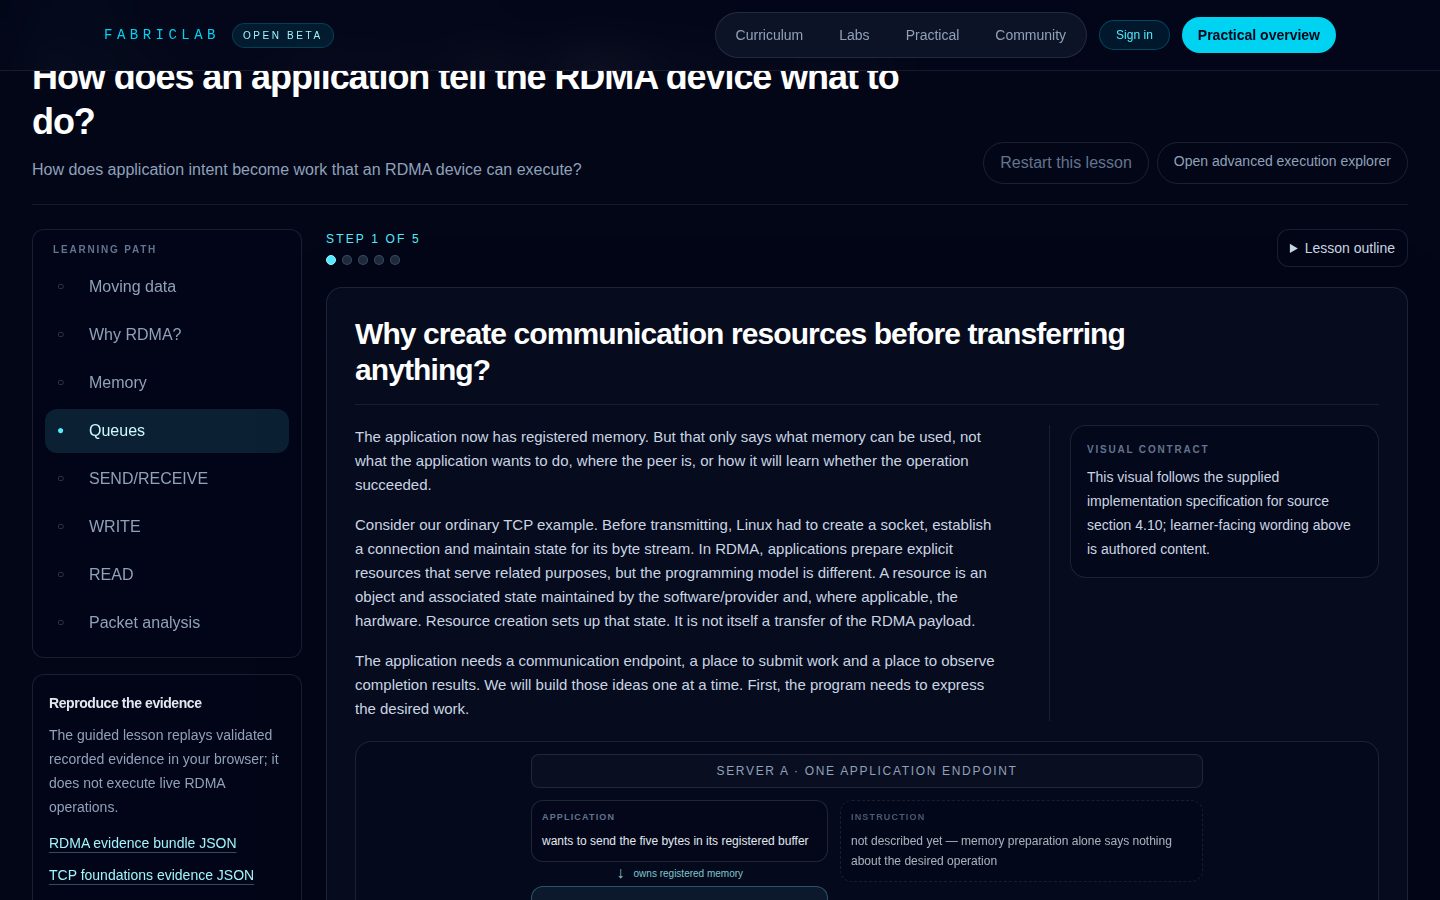 FABRICLAB
OPEN BETA
Curriculum
Labs
Practical
Community
Sign in
Practical overview
How does an application tell the RDMA device what to
do?
How does application intent become work that an RDMA device can execute?
Restart this lesson
Open advanced execution explorer
LEARNING PATH
Moving data
Why RDMA?
Memory
Queues
SEND/RECEIVE
WRITE
READ
Packet analysis
Reproduce the evidence
The guided lesson replays validated
recorded evidence in your browser; it
does not execute live RDMA
operations.
RDMA evidence bundle JSON
TCP foundations evidence JSON
STEP 1 OF 5
▶ Lesson outline
Why create communication resources before transferring
anything?
The application now has registered memory. But that only says what memory can be used, not
what the application wants to do, where the peer is, or how it will learn whether the operation
succeeded.
Consider our ordinary TCP example. Before transmitting, Linux had to create a socket, establish
a connection and maintain state for its byte stream. In RDMA, applications prepare explicit
resources that serve related purposes, but the programming model is different. A resource is an
object and associated state maintained by the software/provider and, where applicable, the
hardware. Resource creation sets up that state. It is not itself a transfer of the RDMA payload.
The application needs a communication endpoint, a place to submit work and a place to observe
completion results. We will build those ideas one at a time. First, the program needs to express
the desired work.
VISUAL CONTRACT
This visual follows the supplied
implementation specification for source
section 4.10; learner-facing wording above
is authored content.
SERVER A · ONE APPLICATION ENDPOINT
APPLICATION
wants to send the five bytes in its registered buffer
↓ owns registered memory
INSTRUCTION
not described yet — memory preparation alone says nothing
about the desired operation